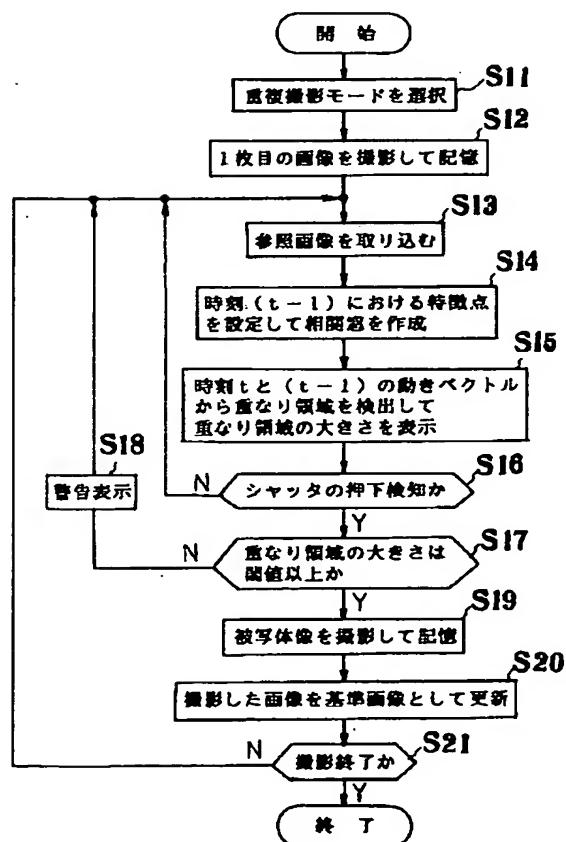 開 始
S11
重複撮影モードを選択
S12
1枚目の画像を撮影して記憶
S13
参照画像を取り込む
S14
時刻(t-1)における特徴点
を設定して相関窓を作成
S15
時刻tと(t-1)の動きベクトル
から重なり領域を検出して
重なり領域の大きさを表示
S18
警告表示
S16
N
シャッタの押下検知か
Y
S17
N
重なり領域の大きさは
閾値以上か
Y
S19
被写体像を撮影して記憶
S20
撮影した画像を基準画像として更新
S21
N
撮影終了か
Y
終 了